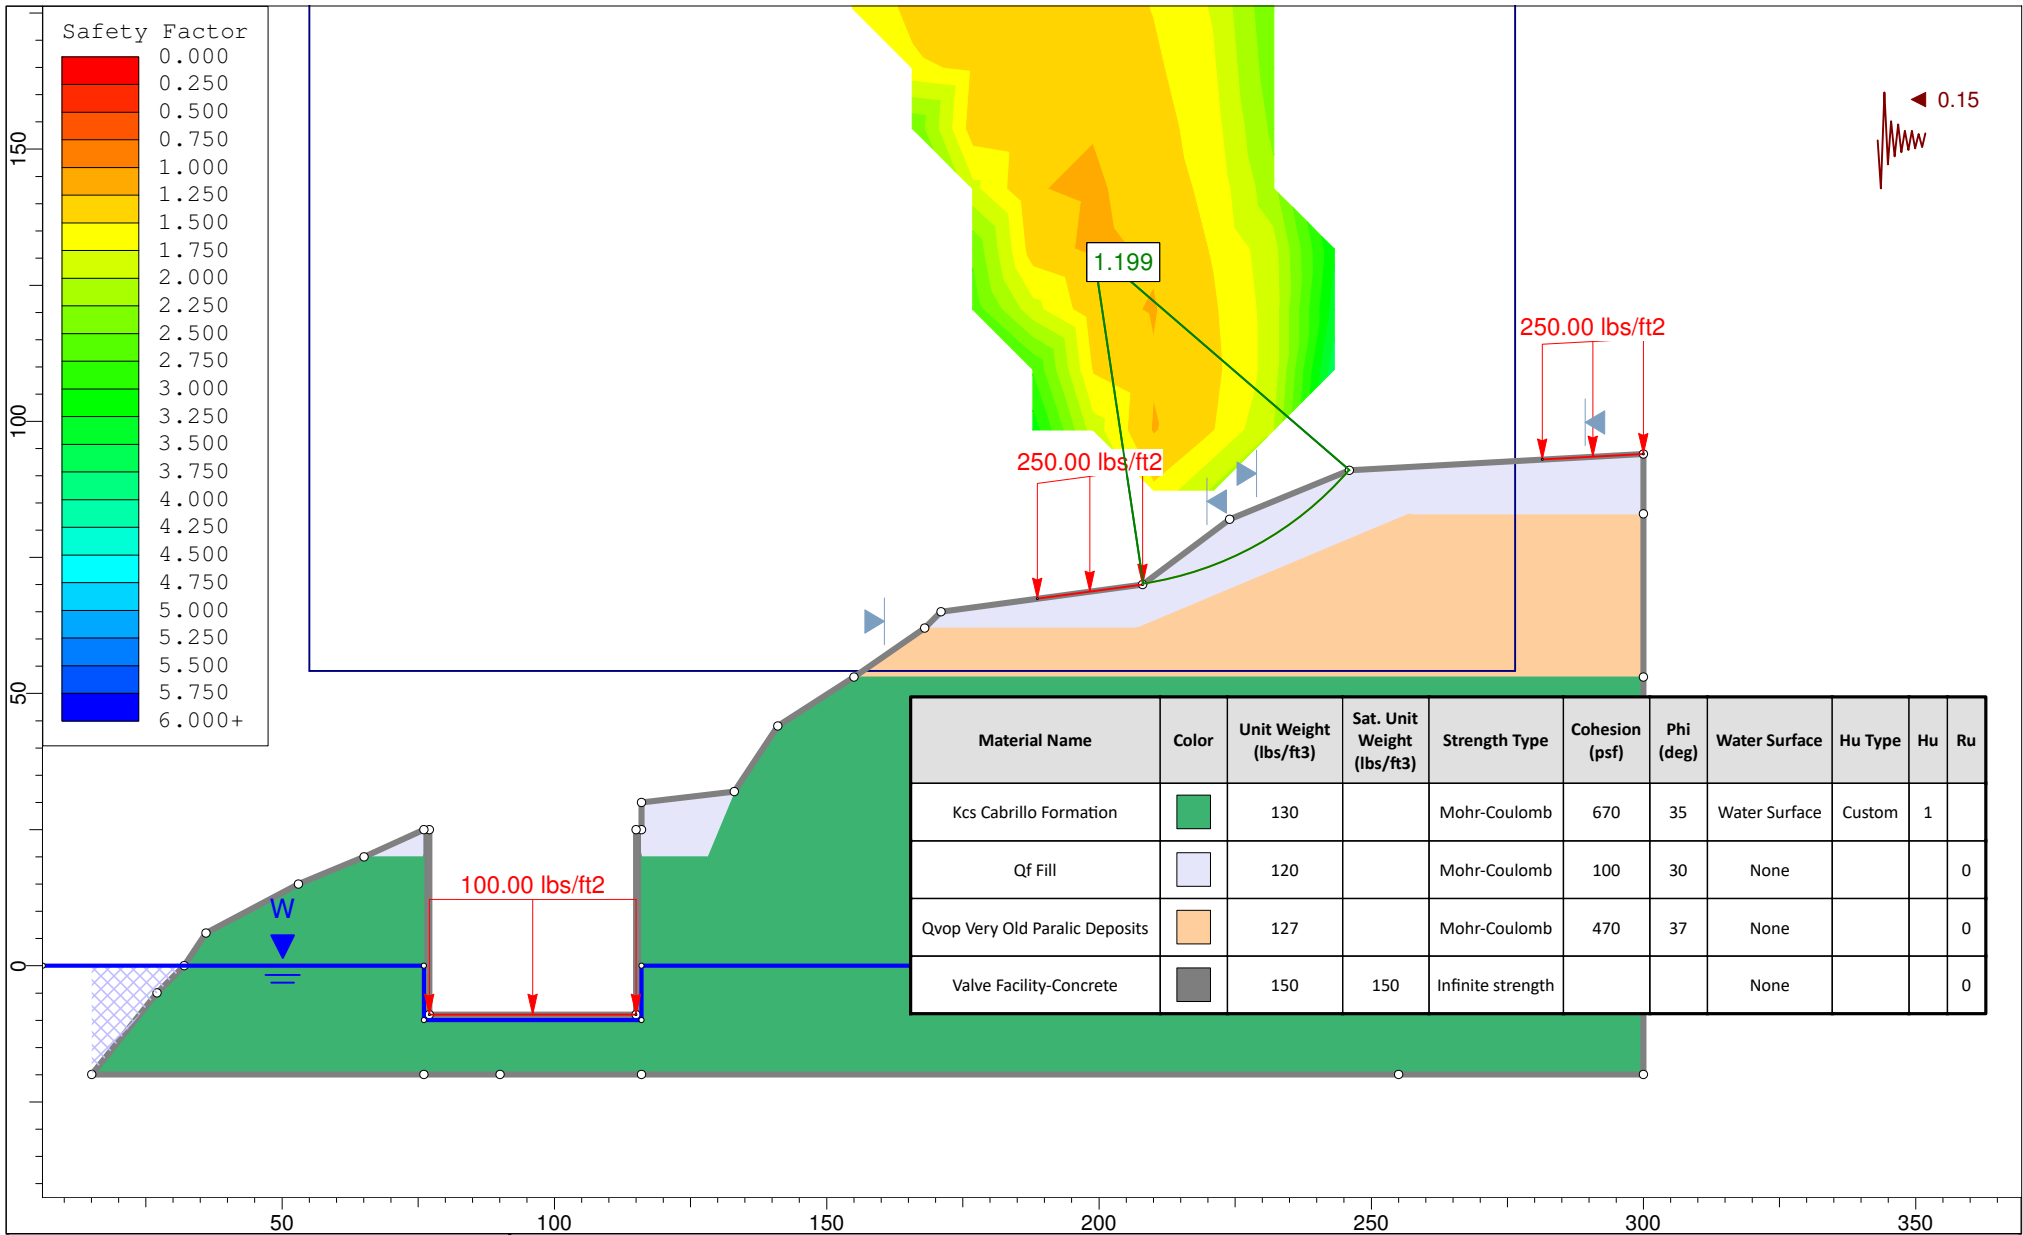 Safety Factor
0.000
0.250
0.500
0.750
1.000
1.250
1.500
1.750
2.000
2.250
2.500
2.750
3.000
3.250
3.500
3.750
4.000
4.250
4.500
4.750
5.000
5.250
5.500
5.750
6.000+
0.15
1.199
250.00 lbs/ft2
250.00 lbs/ft2
100.00 lbs/ft2
W
150
100
50
0
Material Name Color Unit Weight (lbs/ft3) Sat. Unit Weight (lbs/ft3) Strength Type Cohesion (psf) Phi (deg) Water Surface Hu Type Hu Ru
Kcs Cabrillo Formation 130 Mohr-Coulomb 670 35 Water Surface Custom 1
Qf Fill 120 Mohr-Coulomb 100 30 None 0
Qvop Very Old Paralic Deposits 127 Mohr-Coulomb 470 37 None 0
Valve Facility-Concrete 150 150 Infinite strength None 0
50 100 150 200 250 300 350